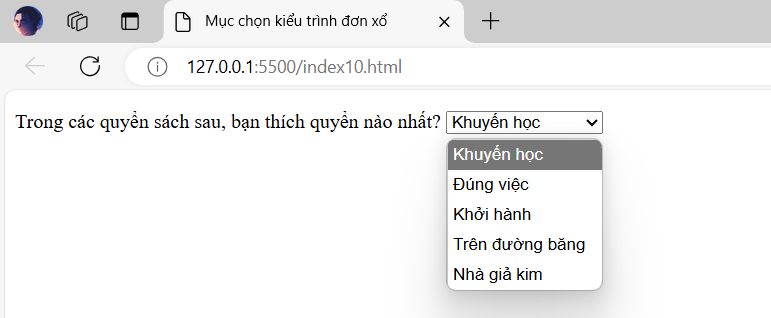 Mục chọn kiểu trình đơn xổ
127.0.0.1:5500/index10.html
Trong các quyển sách sau, bạn thích quyển nào nhất? Khuyến học
Khuyến học
Đúng việc
Khởi hành
Trên đường băng
Nhà giả kim